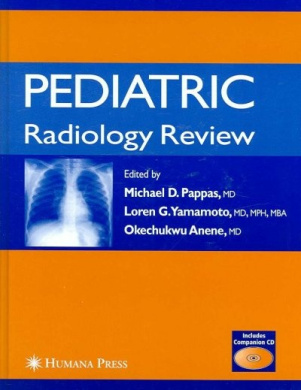 PEDIATRIC
Radiology Review
Edited by
Michael D. Pappas, MD
Loren G. Yamamoto, MD, MPH, MBA
Okechukwu Anene, MD
Includes
Companion CD
HUMANA PRESS